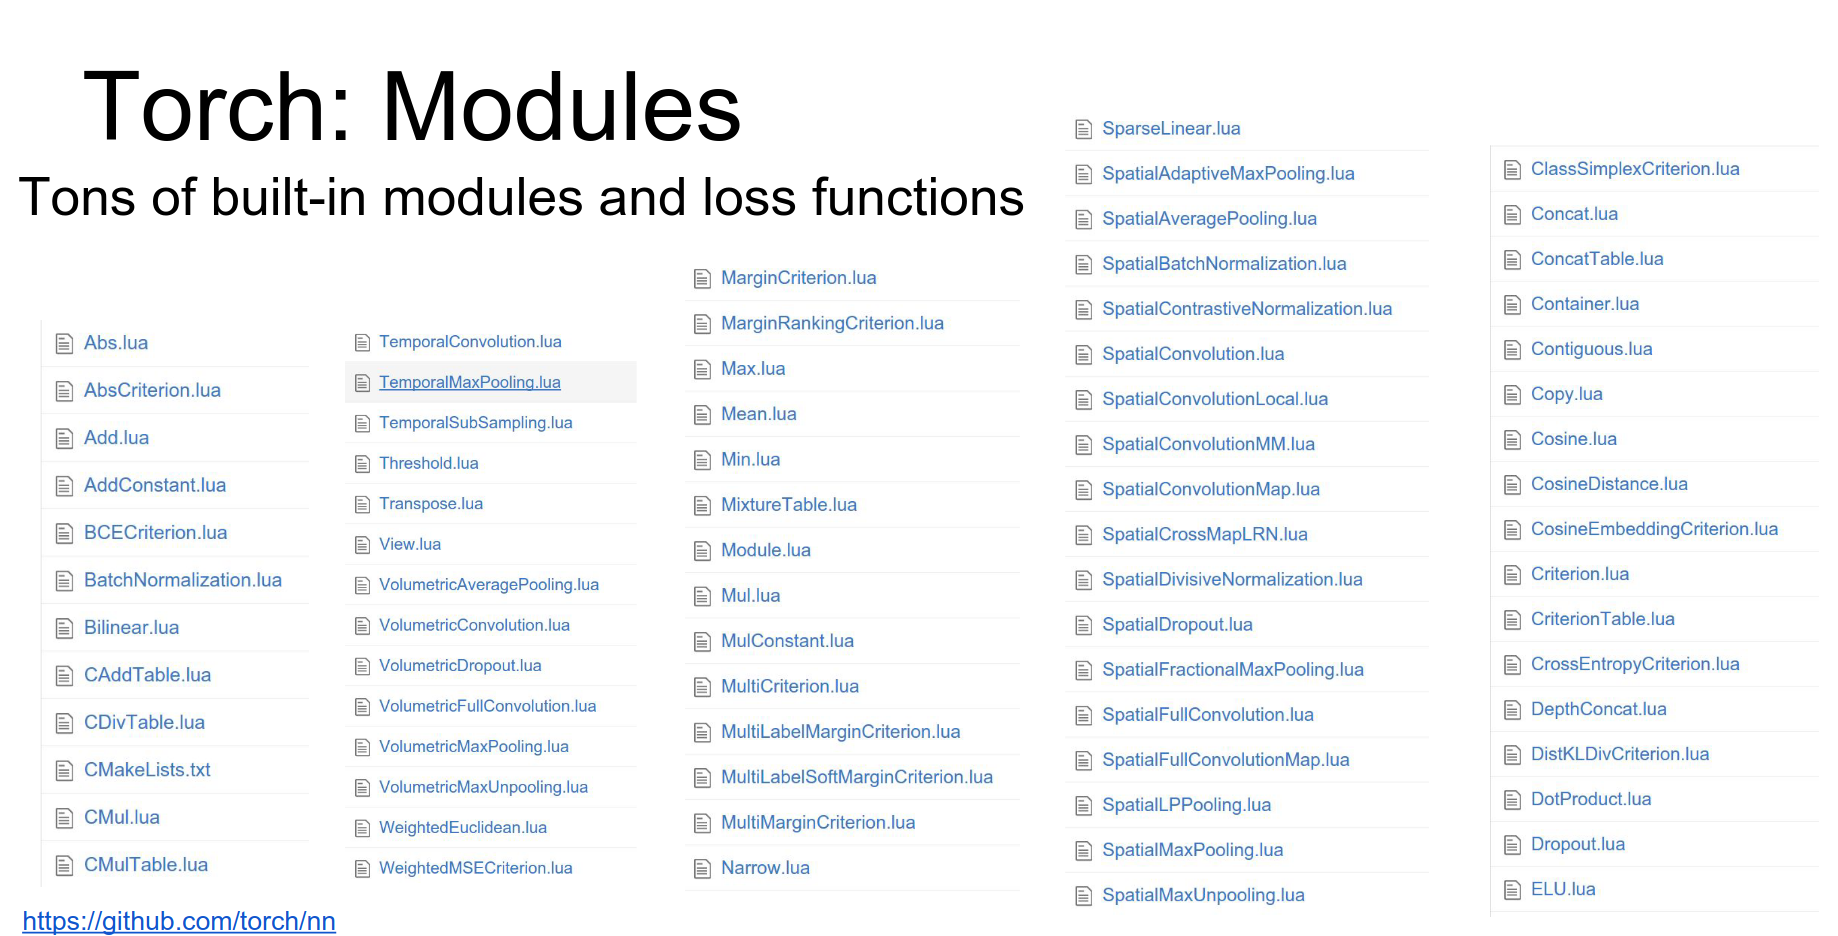 Torch: Modules
Tons of built-in modules and loss functions
Abs.lua
AbsCriterion.lua
Add.lua
AddConstant.lua
BCECriterion.lua
BatchNormalization.lua
Bilinear.lua
CAddTable.lua
CDivTable.lua
CMakeLists.txt
CMul.lua
CMulTable.lua
TemporalConvolution.lua
TemporalMaxPooling.lua
TemporalSubSampling.lua
Threshold.lua
Transpose.lua
View.lua
VolumetricAveragePooling.lua
VolumetricConvolution.lua
VolumetricDropout.lua
VolumetricFullConvolution.lua
VolumetricMaxPooling.lua
VolumetricMaxUnpooling.lua
WeightedEuclidean.lua
WeightedMSECriterion.lua
MarginCriterion.lua
MarginRankingCriterion.lua
Max.lua
Mean.lua
Min.lua
MixtureTable.lua
Module.lua
Mul.lua
MulConstant.lua
MultiCriterion.lua
MultiLabelMarginCriterion.lua
MultiLabelSoftMarginCriterion.lua
MultiMarginCriterion.lua
Narrow.lua
SparseLinear.lua
SpatialAdaptiveMaxPooling.lua
SpatialAveragePooling.lua
SpatialBatchNormalization.lua
SpatialContrastiveNormalization.lua
SpatialConvolution.lua
SpatialConvolutionLocal.lua
SpatialConvolutionMM.lua
SpatialConvolutionMap.lua
SpatialCrossMapLRN.lua
SpatialDivisiveNormalization.lua
SpatialDropout.lua
SpatialFractionalMaxPooling.lua
SpatialFullConvolution.lua
SpatialFullConvolutionMap.lua
SpatialLPPooling.lua
SpatialMaxPooling.lua
SpatialMaxUnpooling.lua
ClassSimplexCriterion.lua
Concat.lua
ConcatTable.lua
Container.lua
Contiguous.lua
Copy.lua
Cosine.lua
CosineDistance.lua
CosineEmbeddingCriterion.lua
Criterion.lua
CriterionTable.lua
CrossEntropyCriterion.lua
DepthConcat.lua
DistKLDivCriterion.lua
DotProduct.lua
Dropout.lua
ELU.lua
https://github.com/torch/nn